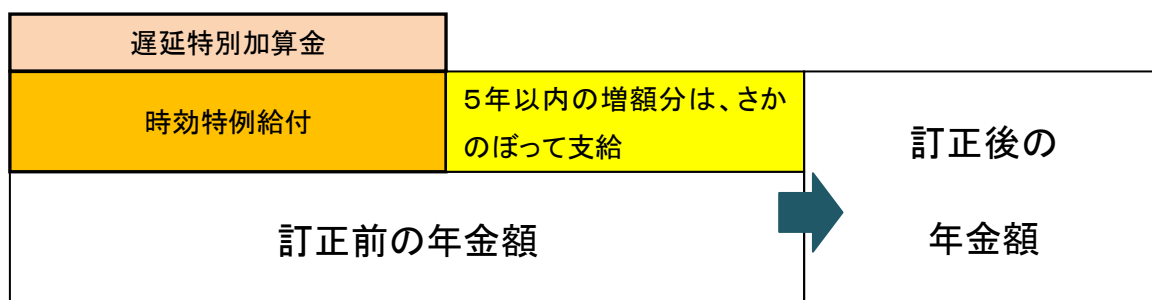 遅延特別加算金
時効特例給付
５年以内の増額分は、さか
のぼって支給
訂正前の年金額
訂正後の
年金額